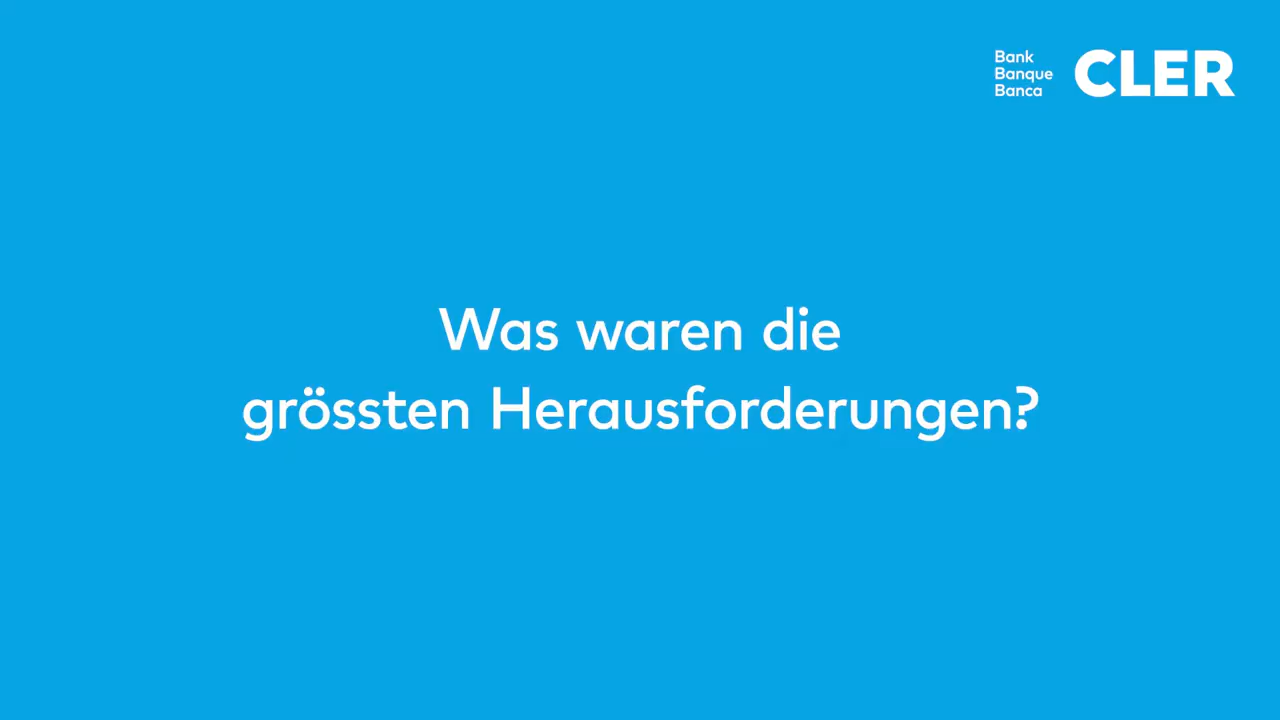 Bank
Banque
Banca
CLER
Was waren die
grössten Herausforderungen?